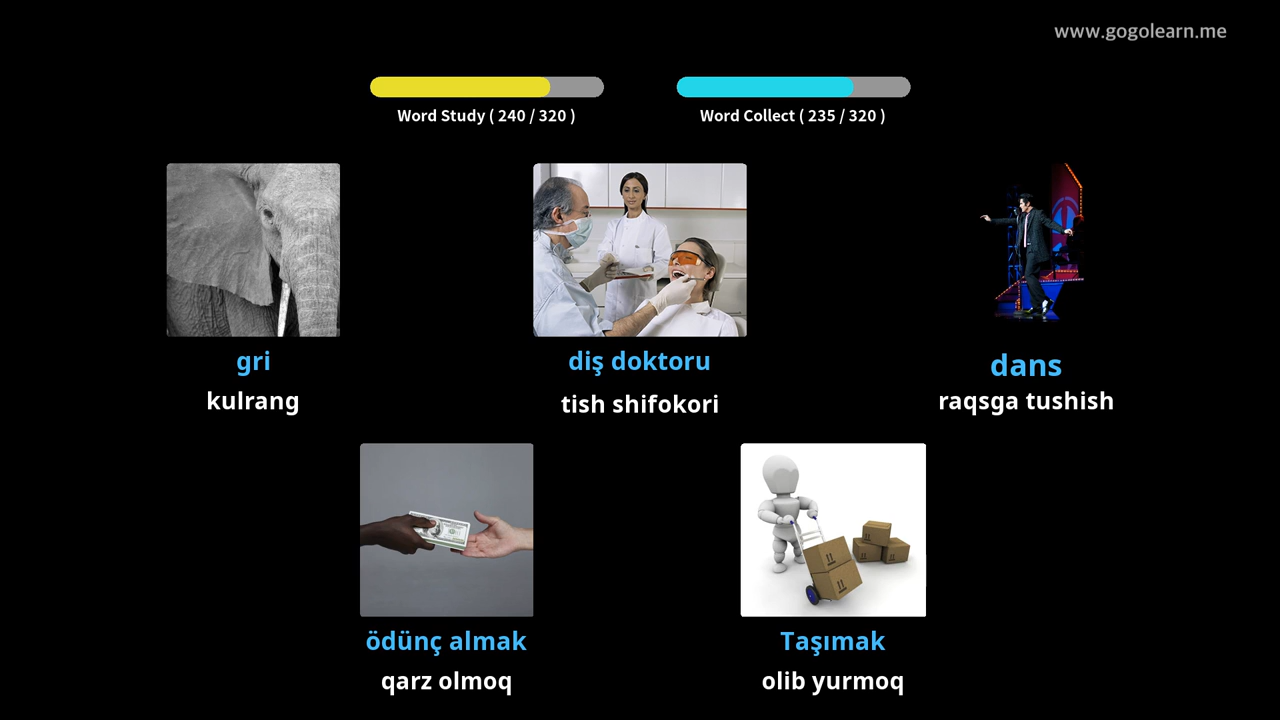 www.gogolearn.me
Word Study ( 240 / 320 )
Word Collect ( 235 / 320 )
gri
kulrang
diş doktoru
tish shifokori
dans
raqsga tushish
ödünç almak
qarz olmoq
Taşımak
olib yurmoq